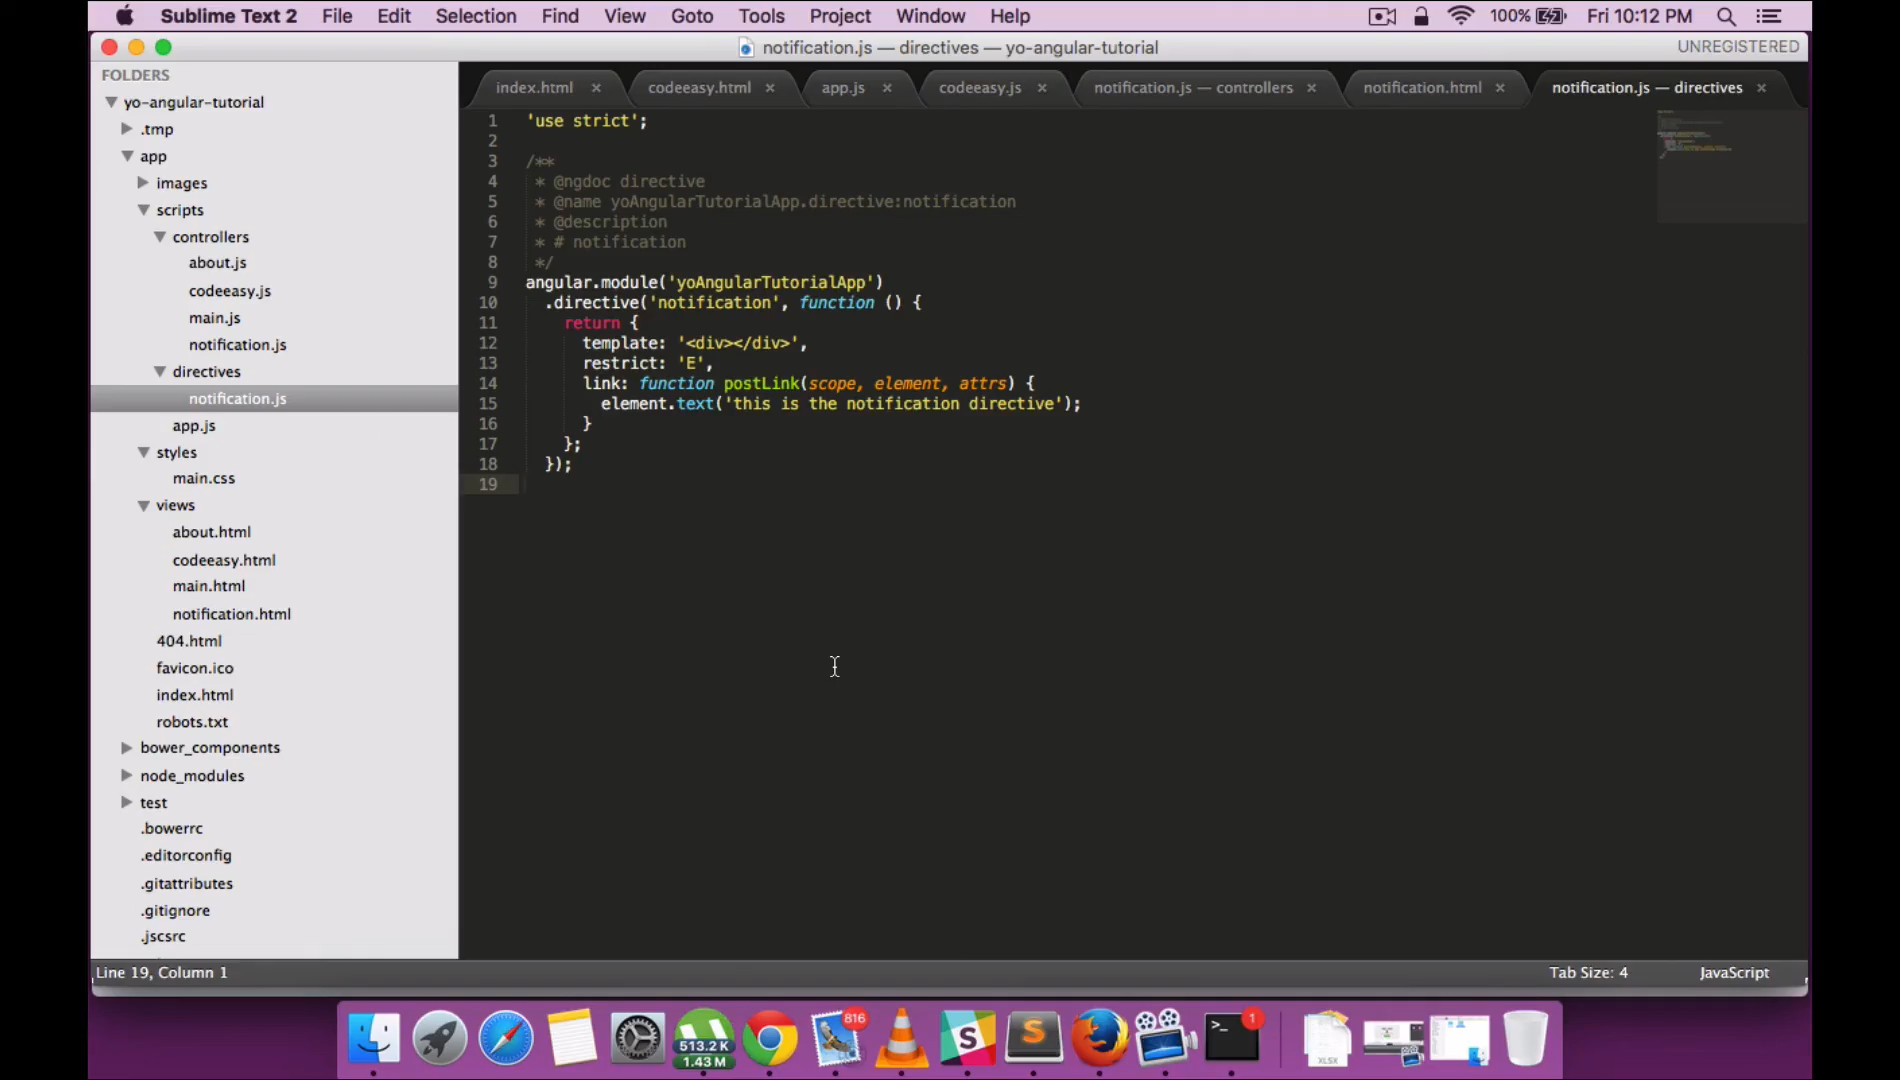 Sublime Text 2 File Edit Selection Find View Goto Tools Project Window Help 100% Fri 10:12 PM
notification.js — directives — yo-angular-tutorial UNREGISTERED
FOLDERS
yo-angular-tutorial
.tmp
app
images
scripts
controllers
about.js
codeeasy.js
main.js
notification.js
directives
notification.js
app.js
styles
main.css
views
about.html
codeeasy.html
main.html
notification.html
404.html
favicon.ico
index.html
robots.txt
bower_components
node_modules
test
.bowerrc
.editorconfig
.gitattributes
.gitignore
.jscsrc
index.html × codeeasy.html × app.js × codeeasy.js × notification.js — controllers × notification.html × notification.js — directives ×
1 'use strict';
2
3 /**
4 * @ngdoc directive
5 * @name yoAngularTutorialApp.directive:notification
6 * @description
7 * # notification
8 */
9 angular.module('yoAngularTutorialApp')
10 .directive('notification', function () {
11 return {
12 template: '<div></div>',
13 restrict: 'E',
14 link: function postLink(scope, element, attrs) {
15 element.text('this is the notification directive');
16 }
17 };
18 });
19
Line 19, Column 1 Tab Size: 4 JavaScript
513.2 K
1.43 M
816
S
S
>_
1
XLSX